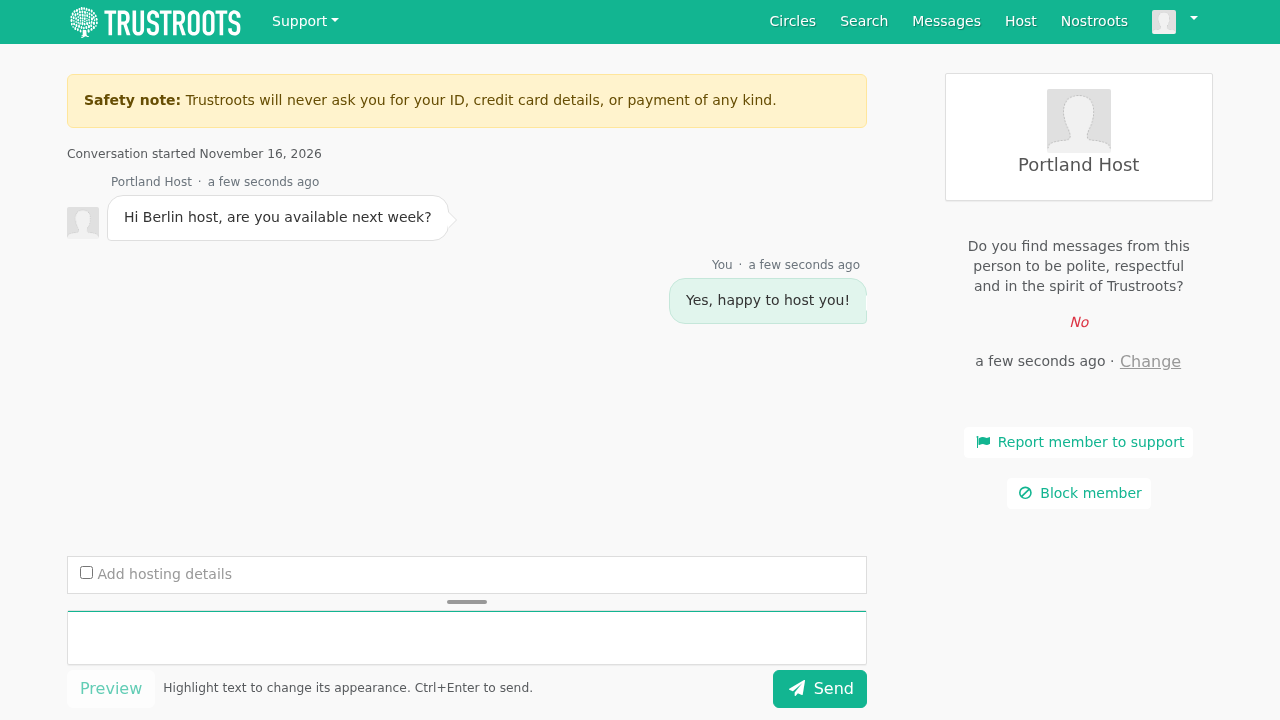 TRUSTROOTS Support Circles Search Messages Host Nostroots
Safety note: Trustroots will never ask you for your ID, credit card details, or payment of any kind.
Conversation started November 16, 2026
Portland Host · a few seconds ago
Hi Berlin host, are you available next week?
You · a few seconds ago
Yes, happy to host you!
Add hosting details
Preview Highlight text to change its appearance. Ctrl+Enter to send. Send
Portland Host
Do you find messages from this
person to be polite, respectful
and in the spirit of Trustroots?
No
a few seconds ago · Change
Report member to support
Block member